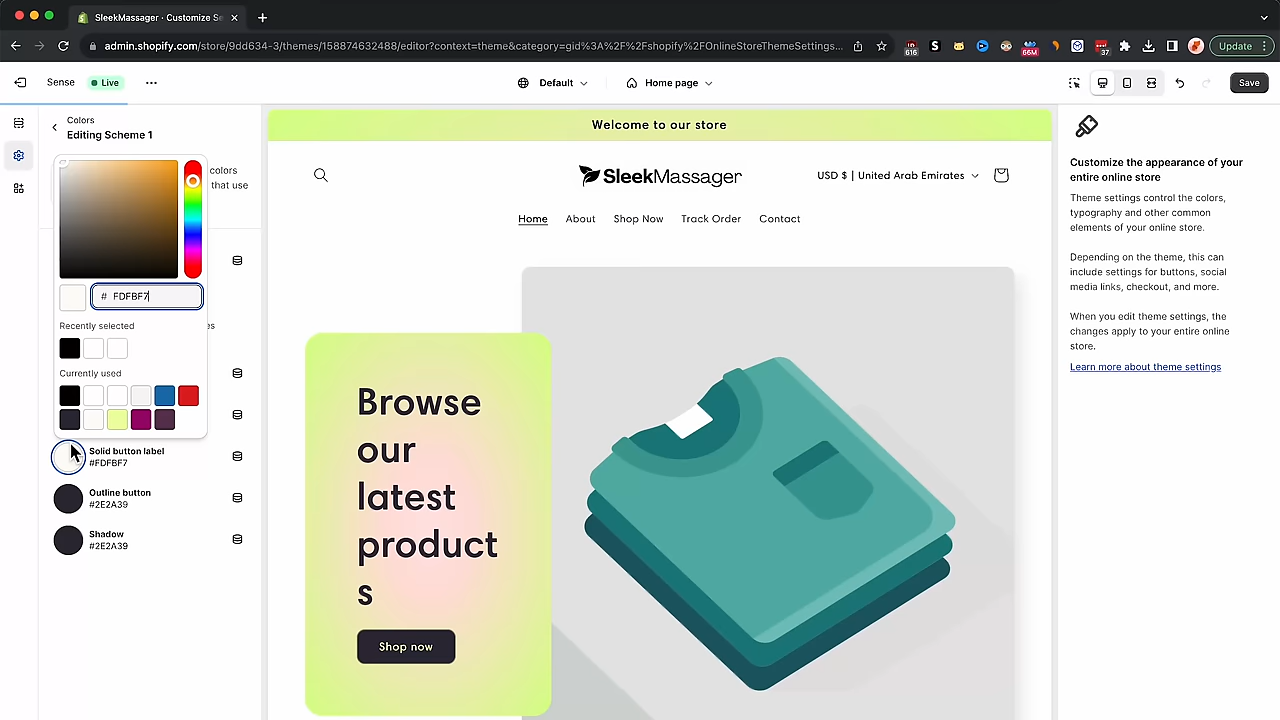 SleekMassager · Customize Se
admin.shopify.com/store/9dd634-3/themes/158874632488/editor?context=theme&category=gid%3A%2F%2Fshopify%2FOnlineStoreThemeSettings...
616
S
66M
37
Update
Sense
Live
Default
Home page
Save
Colors
Editing Scheme 1
colors
that use
# FDFBF7
Recently selected
es
Currently used
Solid button label
#FDFBF7
Outline button
#2E2A39
Shadow
#2E2A39
Welcome to our store
SleekMassager
USD $ | United Arab Emirates
Home About Shop Now Track Order Contact
Browse
our
latest
product
s
Shop now
Customize the appearance of your
entire online store
Theme settings control the colors,
typography and other common
elements of your online store.
Depending on the theme, this can
include settings for buttons, social
media links, checkout, and more.
When you edit theme settings, the
changes apply to your entire online
store.
Learn more about theme settings